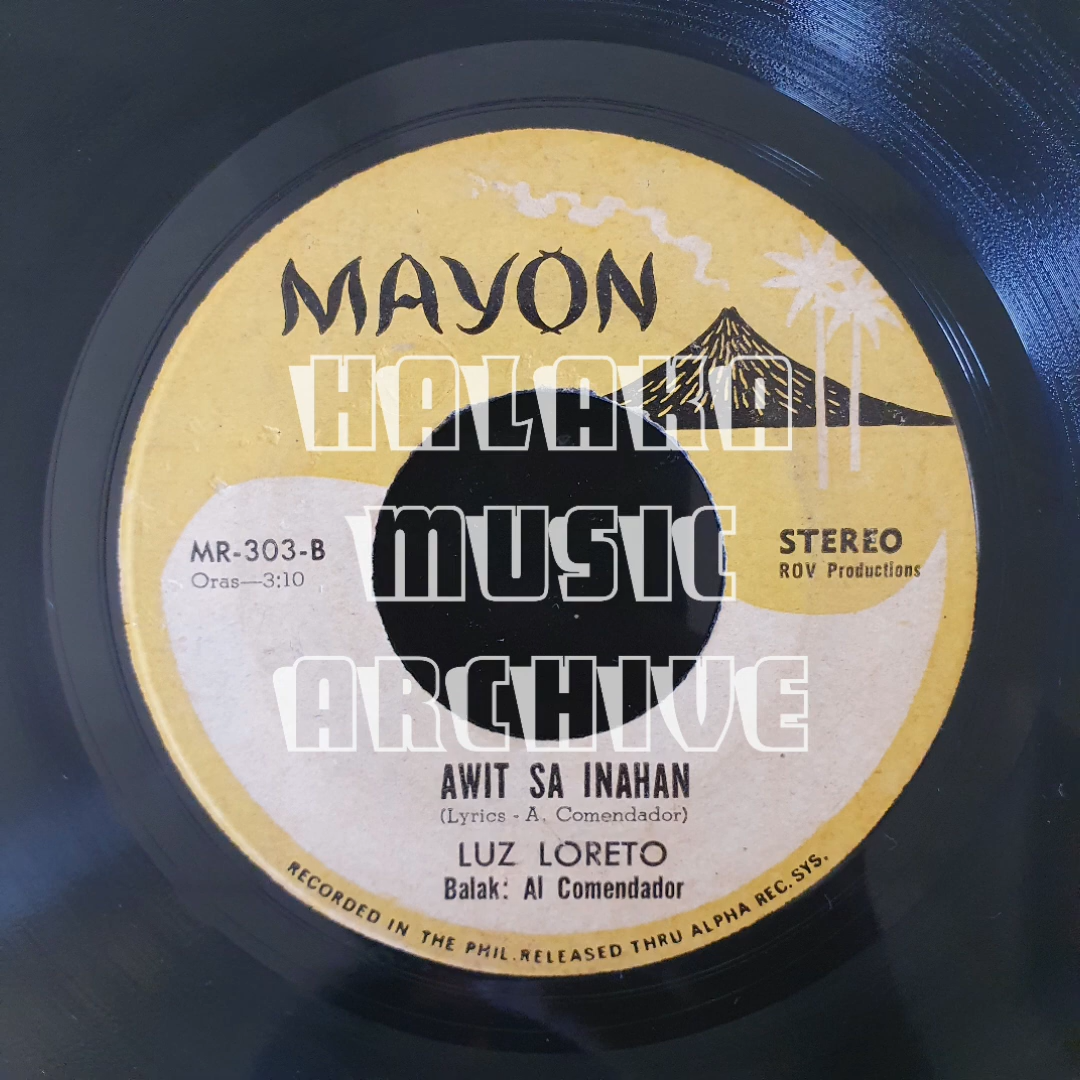 MAYON
HALAKA
MUSIC
ARCHIVE
MR-303-B
Oras—3:10
STEREO
ROV Productions
AWIT SA INAHAN
(Lyrics - A. Comendador)
LUZ LORETO
Balak: Al Comendador
RECORDED IN THE PHIL. RELEASED THRU ALPHA REC. SYS.